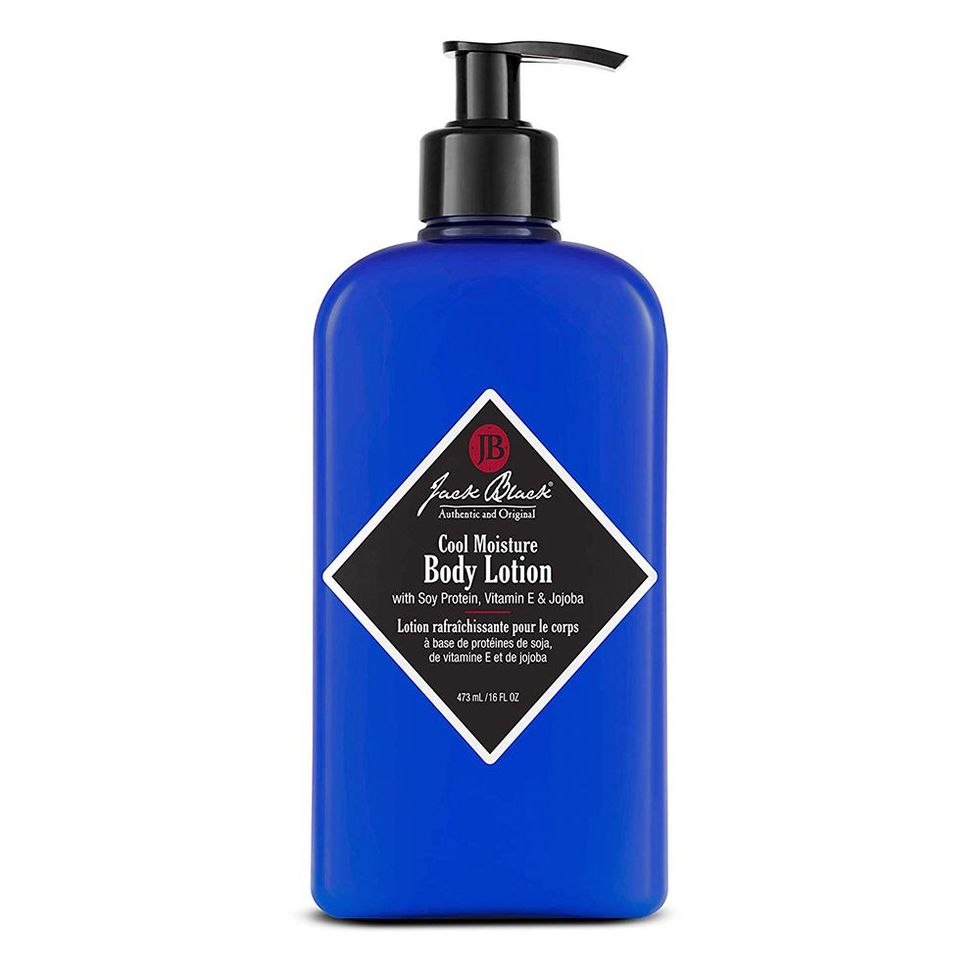 JB
Jack Black®
Authentic and Original
Cool Moisture
Body Lotion
with Soy Protein, Vitamin E & Jojoba
Lotion rafraîchissante pour le corps
à base de protéines de soja,
de vitamine E et de jojoba
473 mL / 16 FL OZ